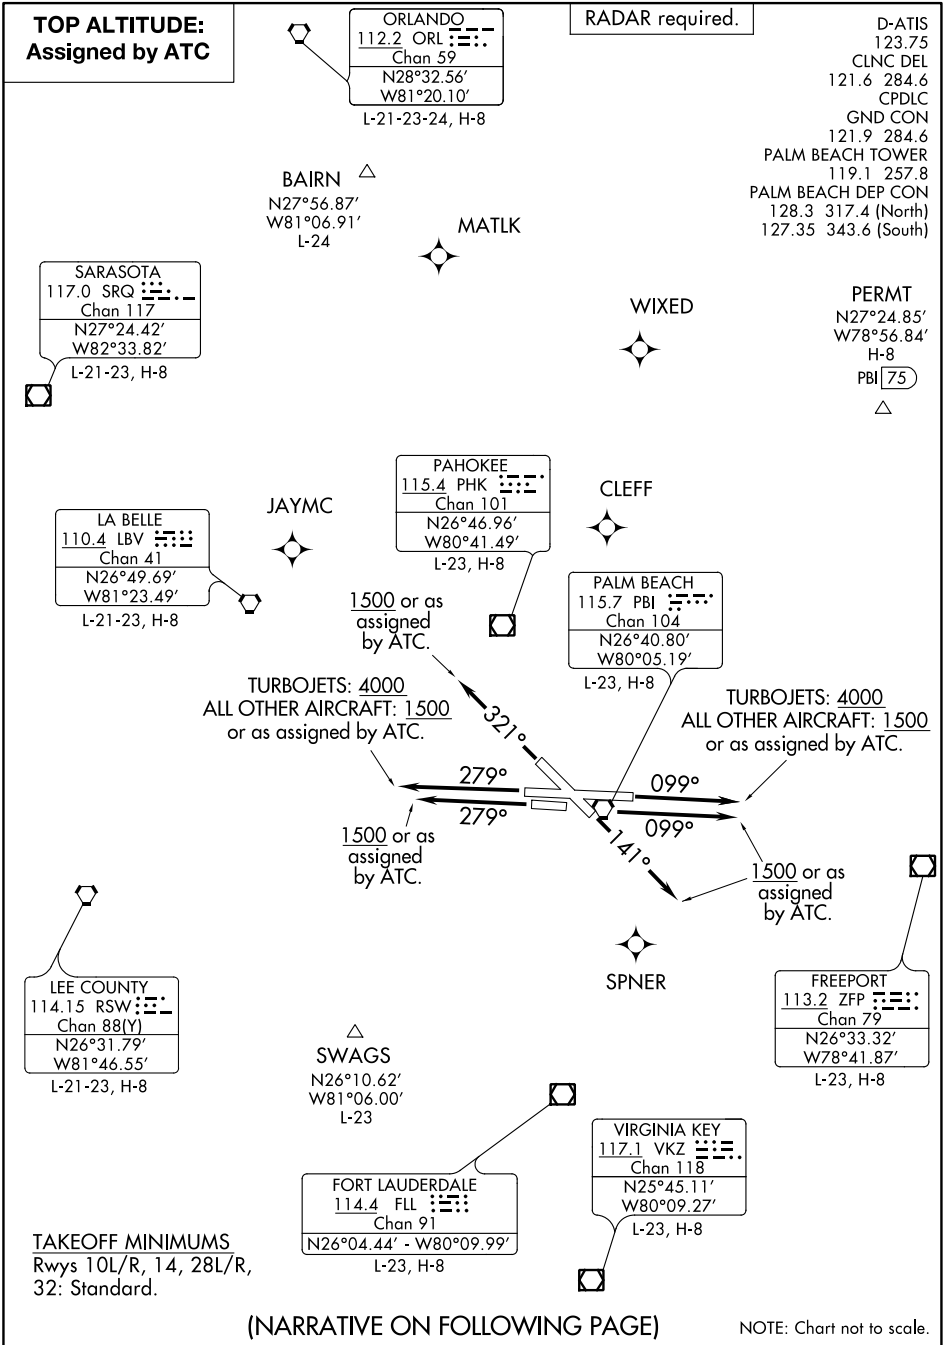 TOP ALTITUDE:
Assigned by ATC
ORLANDO
112.2 ORL
Chan 59
N28°32.56′
W81°20.10′
L-21-23-24, H-8
RADAR required.
D-ATIS
123.75
CLNC DEL
121.6 284.6
CPDLC
GND CON
121.9 284.6
PALM BEACH TOWER
119.1 257.8
PALM BEACH DEP CON
128.3 317.4 (North)
127.35 343.6 (South)
BAIRN
N27°56.87′
W81°06.91′
L-24
MATLK
SARASOTA
117.0 SRQ
Chan 117
N27°24.42′
W82°33.82′
L-21-23, H-8
WIXED
PERMT
N27°24.85′
W78°56.84′
H-8
PBI 75
PAHOKEE
115.4 PHK
Chan 101
N26°46.96′
W80°41.49′
L-23, H-8
CLEFF
JAYMC
LA BELLE
110.4 LBV
Chan 41
N26°49.69′
W81°23.49′
L-21-23, H-8
PALM BEACH
115.7 PBI
Chan 104
N26°40.80′
W80°05.19′
L-23, H-8
1500 or as
assigned
by ATC.
TURBOJETS: 4000
ALL OTHER AIRCRAFT: 1500
or as assigned by ATC.
TURBOJETS: 4000
ALL OTHER AIRCRAFT: 1500
or as assigned by ATC.
321°
279°
099°
279°
099°
141°
1500 or as
assigned
by ATC.
1500 or as
assigned
by ATC.
SPNER
LEE COUNTY
114.15 RSW
Chan 88(Y)
N26°31.79′
W81°46.55′
L-21-23, H-8
FREEPORT
113.2 ZFP
Chan 79
N26°33.32′
W78°41.87′
L-23, H-8
SWAGS
N26°10.62′
W81°06.00′
L-23
VIRGINIA KEY
117.1 VKZ
Chan 118
N25°45.11′
W80°09.27′
L-23, H-8
FORT LAUDERDALE
114.4 FLL
Chan 91
N26°04.44′ - W80°09.99′
L-23, H-8
TAKEOFF MINIMUMS
Rwys 10L/R, 14, 28L/R,
32: Standard.
(NARRATIVE ON FOLLOWING PAGE)
NOTE: Chart not to scale.